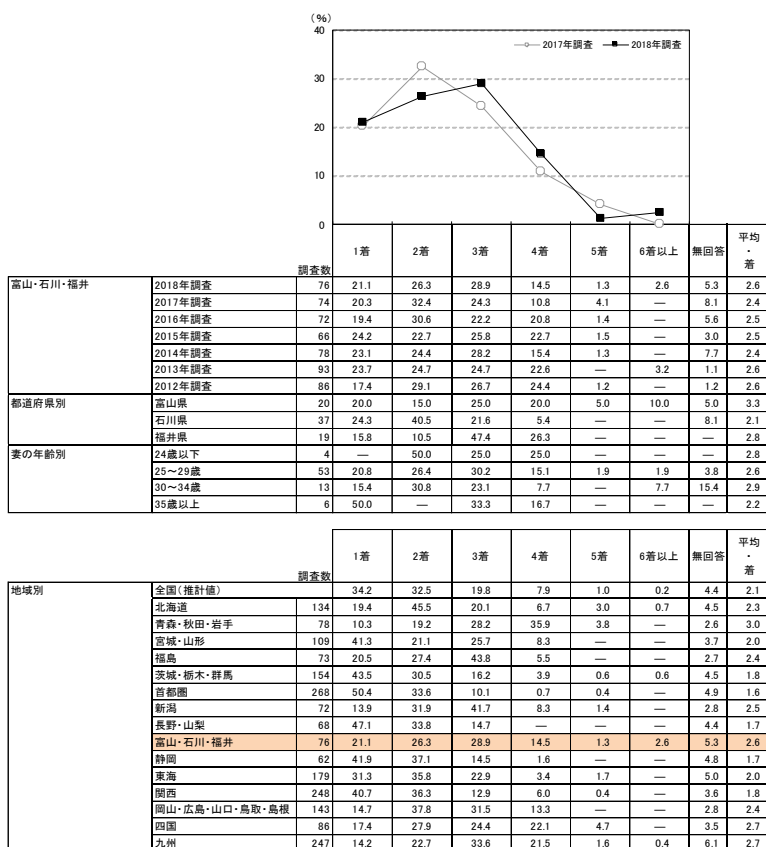 (%)
40
30
20
10
0
2017年調査 2018年調査
調査数 1着 2着 3着 4着 5着 6着以上 無回答 平均・着
富山・石川・福井 2018年調査 76 21.1 26.3 28.9 14.5 1.3 2.6 5.3 2.6
2017年調査 74 20.3 32.4 24.3 10.8 4.1 — 8.1 2.4
2016年調査 72 19.4 30.6 22.2 20.8 1.4 — 5.6 2.5
2015年調査 66 24.2 22.7 25.8 22.7 1.5 — 3.0 2.5
2014年調査 78 23.1 24.4 28.2 15.4 1.3 — 7.7 2.4
2013年調査 93 23.7 24.7 24.7 22.6 — 3.2 1.1 2.6
2012年調査 86 17.4 29.1 26.7 24.4 1.2 — 1.2 2.6
都道府県別 富山県 20 20.0 15.0 25.0 20.0 5.0 10.0 5.0 3.3
石川県 37 24.3 40.5 21.6 5.4 — — 8.1 2.1
福井県 19 15.8 10.5 47.4 26.3 — — — 2.8
妻の年齢別 24歳以下 4 — 50.0 25.0 25.0 — — — 2.8
25～29歳 53 20.8 26.4 30.2 15.1 1.9 1.9 3.8 2.6
30～34歳 13 15.4 30.8 23.1 7.7 — 7.7 15.4 2.9
35歳以上 6 50.0 — 33.3 16.7 — — — 2.2
調査数 1着 2着 3着 4着 5着 6着以上 無回答 平均・着
地域別 全国(推計値) 34.2 32.5 19.8 7.9 1.0 0.2 4.4 2.1
北海道 134 19.4 45.5 20.1 6.7 3.0 0.7 4.5 2.3
青森・秋田・岩手 78 10.3 19.2 28.2 35.9 3.8 — 2.6 3.0
宮城・山形 109 41.3 21.1 25.7 8.3 — — 3.7 2.0
福島 73 20.5 27.4 43.8 5.5 — — 2.7 2.4
茨城・栃木・群馬 154 43.5 30.5 16.2 3.9 0.6 0.6 4.5 1.8
首都圏 268 50.4 33.6 10.1 0.7 0.4 — 4.9 1.6
新潟 72 13.9 31.9 41.7 8.3 1.4 — 2.8 2.5
長野・山梨 68 47.1 33.8 14.7 — — — 4.4 1.7
富山・石川・福井 76 21.1 26.3 28.9 14.5 1.3 2.6 5.3 2.6
静岡 62 41.9 37.1 14.5 1.6 — — 4.8 1.7
東海 179 31.3 35.8 22.9 3.4 1.7 — 5.0 2.0
関西 248 40.7 36.3 12.9 6.0 0.4 — 3.6 1.8
岡山・広島・山口・鳥取・島根 143 14.7 37.8 31.5 13.3 — — 2.8 2.4
四国 86 17.4 27.9 24.4 22.1 4.7 — 3.5 2.7
九州 247 14.2 22.7 33.6 21.5 1.6 0.4 6.1 2.7